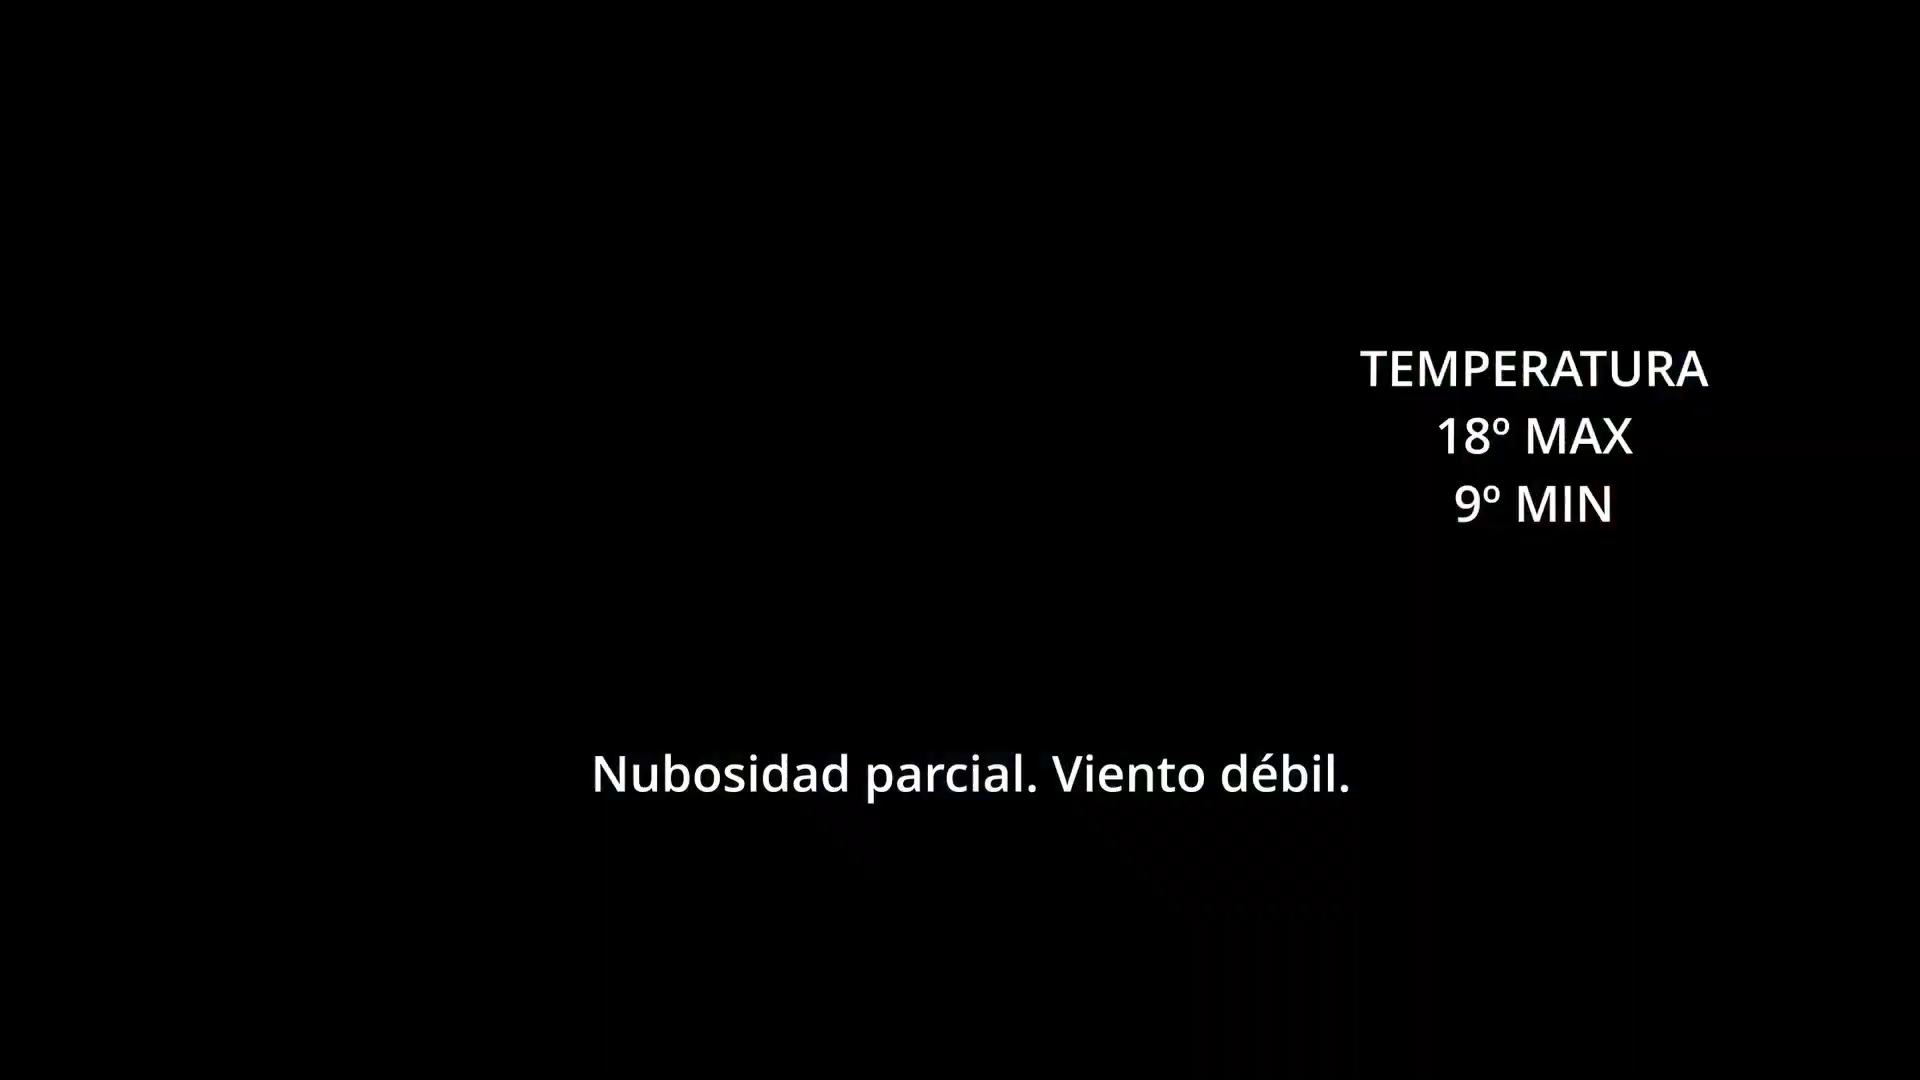 TEMPERATURA
18º MAX
9º MIN
Nubosidad parcial. Viento débil.